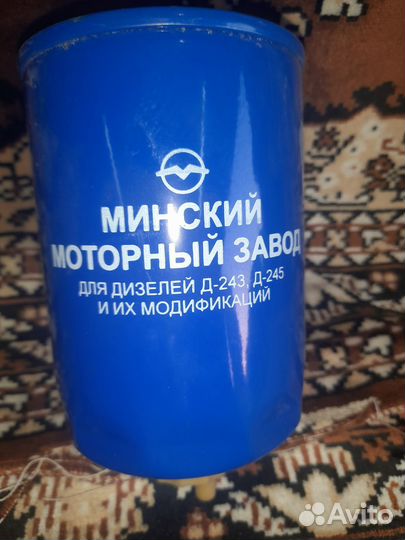 МИНСКИЙ
МОТОРНЫЙ ЗАВОД
ДЛЯ ДИЗЕЛЕЙ Д-243, Д-245
И ИХ МОДИФИКАЦИЙ
Avito